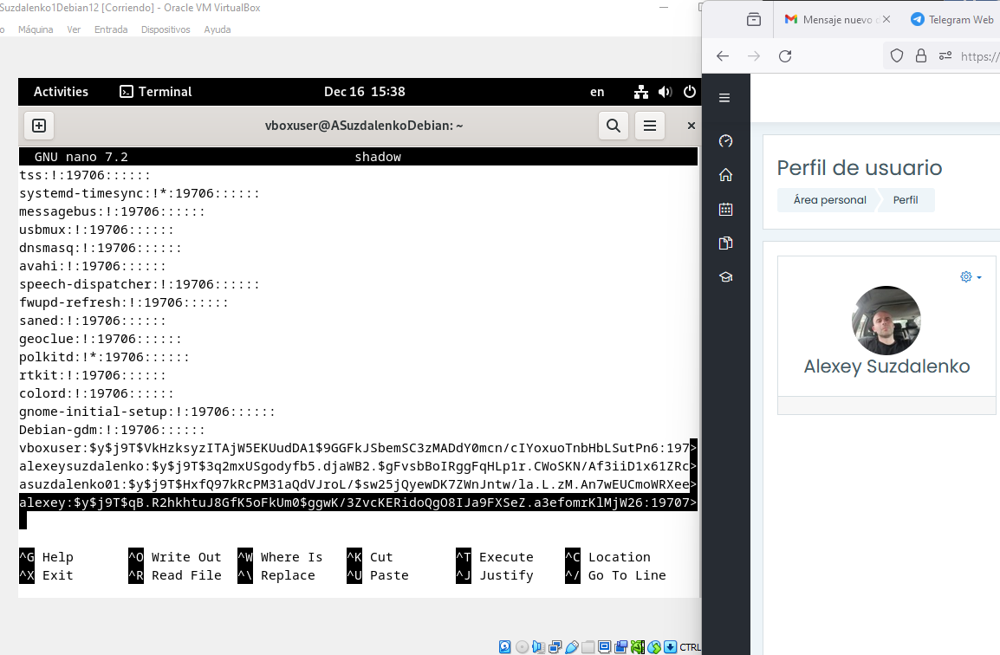 Suzdalenko1Debian12 [Corriendo] - Oracle VM VirtualBox
Máquina Ver Entrada Dispositivos Ayuda
Activities Terminal Dec 16 15:38 en
vboxuser@ASuzdalenkoDebian: ~
GNU nano 7.2 shadow
tss:!:19706::::::
systemd-timesync:!*:19706::::::
messagebus:!:19706::::::
usbmux:!:19706::::::
dnsmasq:!:19706::::::
avahi:!:19706::::::
speech-dispatcher:!:19706::::::
fwupd-refresh:!:19706::::::
saned:!:19706::::::
geoclue:!:19706::::::
polkitd:!*:19706::::::
rtkit:!:19706::::::
colord:!:19706::::::
gnome-initial-setup:!:19706::::::
Debian-gdm:!:19706::::::
vboxuser:$y$j9T$VkHzksyzITAjW5EKUudDA1$9GGFkJSbemSC3zMADdY0mcn/cIYoxuoTnbHbLSutPn6:197>
alexeysuzdalenko:$y$j9T$3q2mxUSgodyfb5.djaWB2.$gFvsbBoIRggFqHLp1r.CWoSKN/Af3iiD1x61ZRc>
asuzdalenko01:$y$j9T$HxfQ97kRcPM31aQdVJroL/$sw25jQyewDK7ZWnJntw/la.L.zM.An7wEUCmoWRXee>
alexey:$y$j9T$qB.R2hkhtuJ8GfK5oFkUm0$ggwK/3ZvcKERidoQgO8IJa9FXSeZ.a3efomrKlMjW26:19707>
^G Help ^O Write Out ^W Where Is ^K Cut ^T Execute ^C Location
^X Exit ^R Read File ^\ Replace ^U Paste ^J Justify ^/ Go To Line
CTRL
Mensaje nuevo Telegram Web
https://
Perfil de usuario
Área personal Perfil
Alexey Suzdalenko